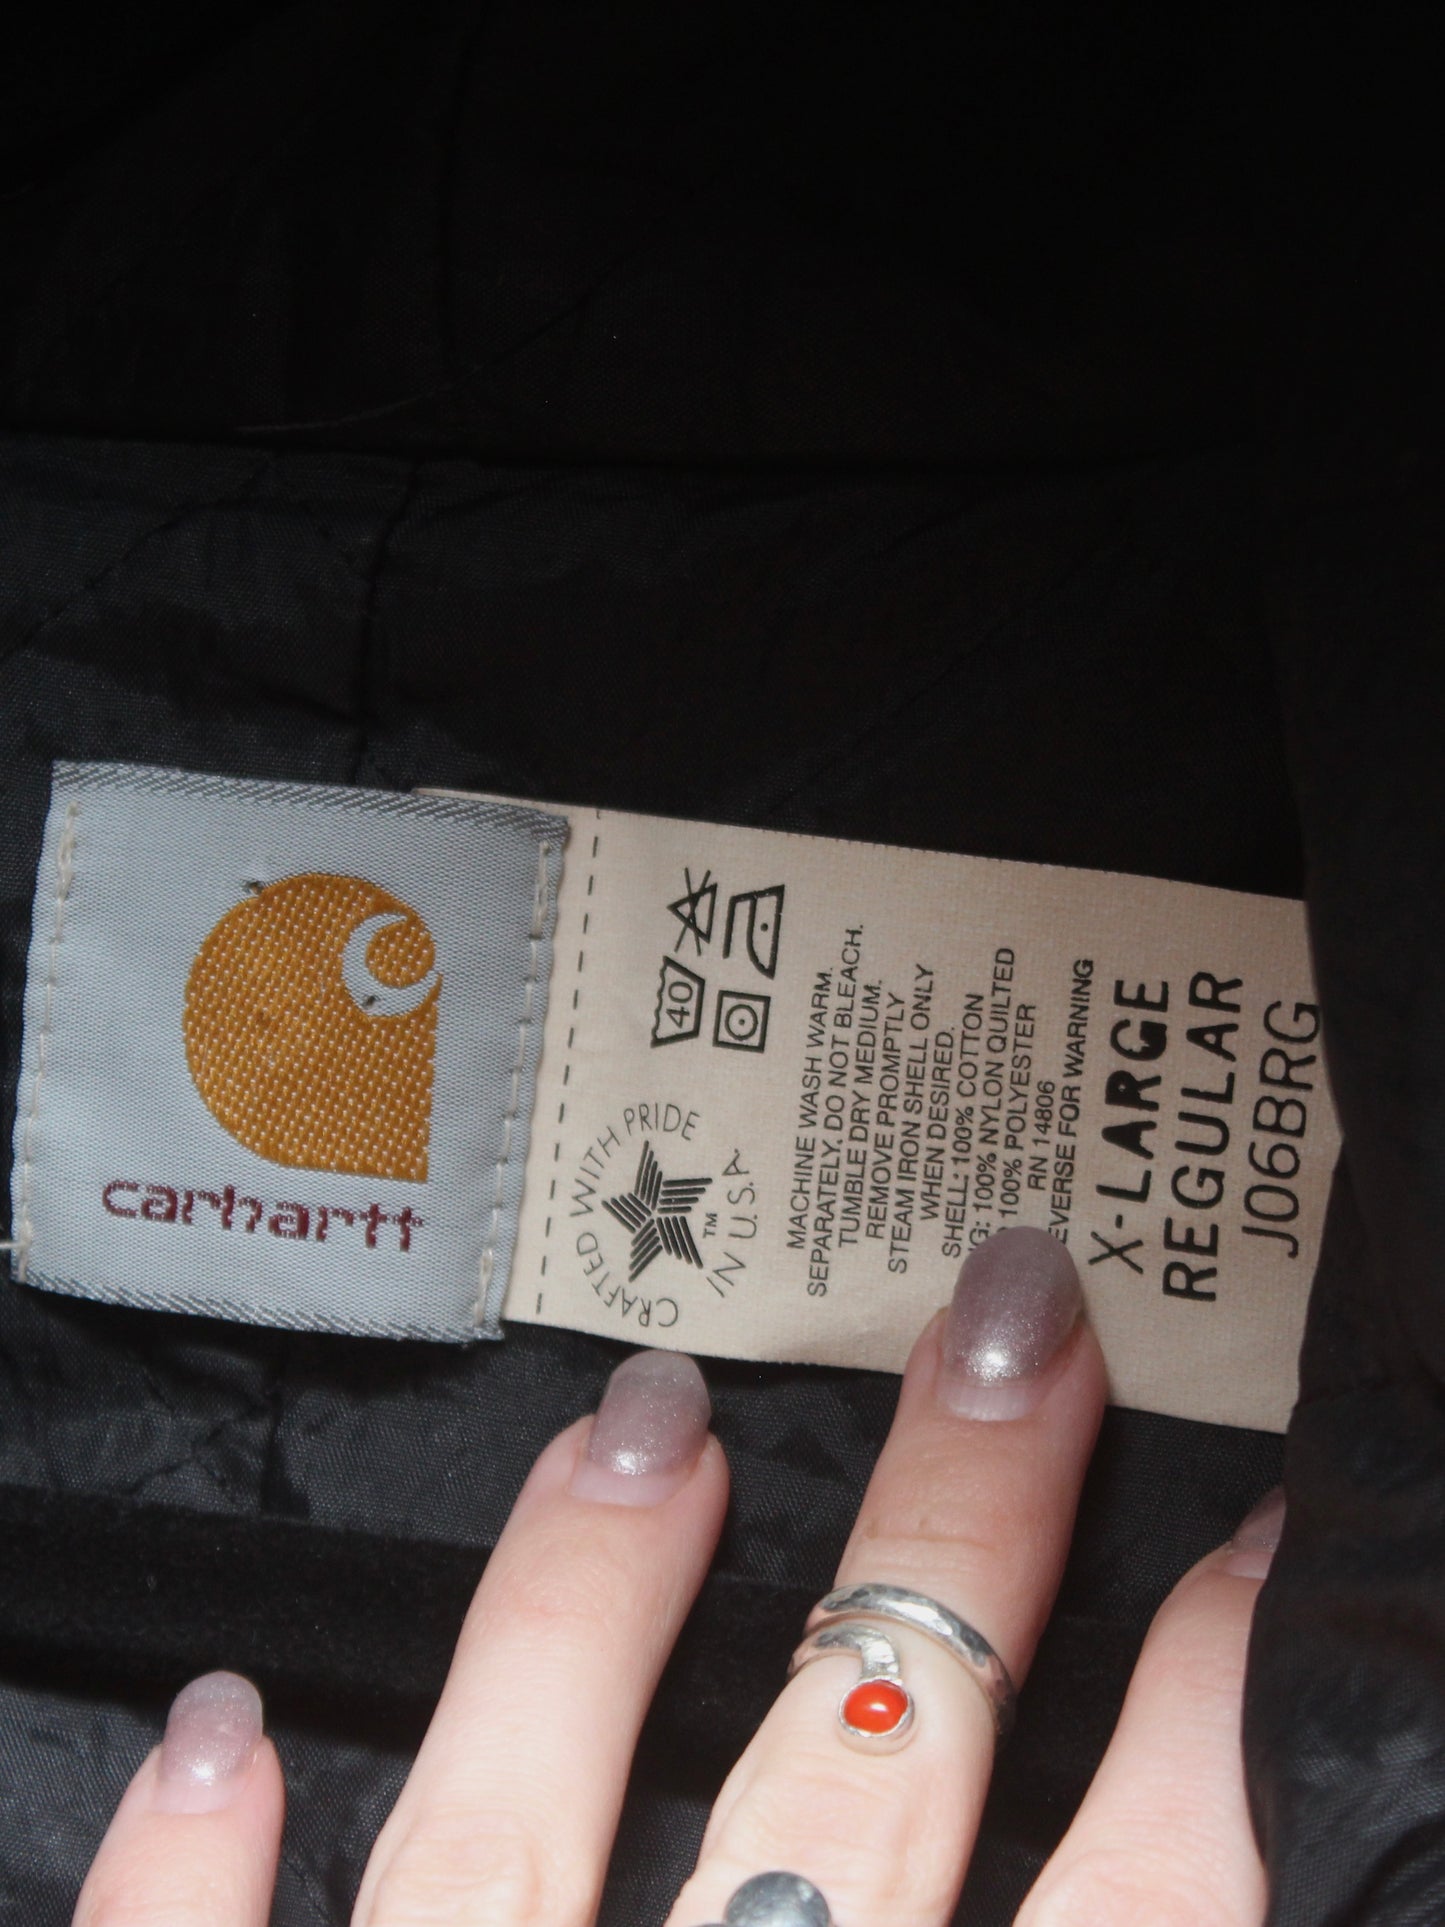 carhartt
CRAFTED WITH PRIDE
IN U.S.A.
TM
40
MACHINE WASH WARM.
SEPARATELY. DO NOT BLEACH.
TUMBLE DRY MEDIUM.
REMOVE PROMPTLY
STEAM IRON SHELL ONLY
WHEN DESIRED.
SHELL: 100% COTTON
G: 100% NYLON QUILTED
100% POLYESTER
RN 14806
EVERSE FOR WARNING
X-LARGE
REGULAR
J06BRG